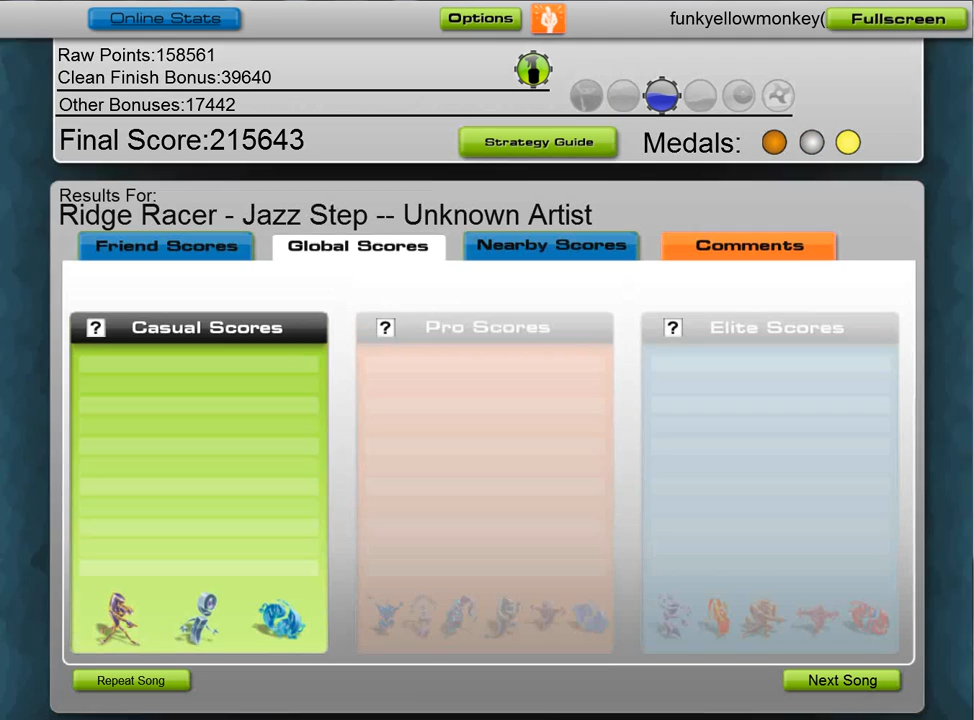 Online Stats
Options
funkyellowmonkey(
Fullscreen
Raw Points:158561
Clean Finish Bonus:39640
Other Bonuses:17442
Final Score:215643
Strategy Guide
Medals:
Results For:
Ridge Racer - Jazz Step -- Unknown Artist
Friend Scores
Global Scores
Nearby Scores
Comments
? Casual Scores
? Pro Scores
? Elite Scores
Repeat Song
Next Song